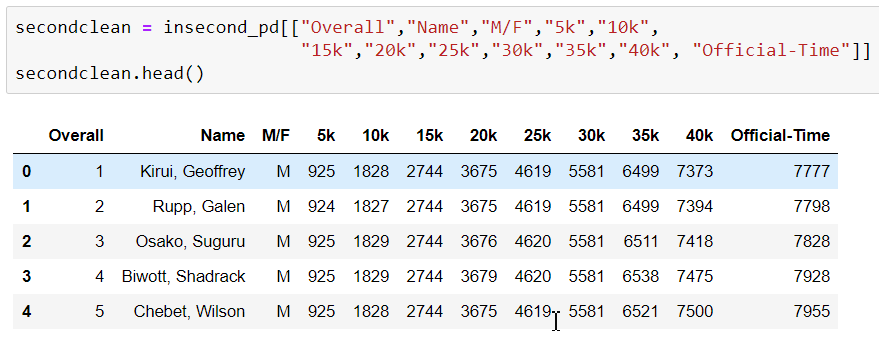 secondclean = insecond_pd[["Overall","Name","M/F","5k","10k",
"15k","20k","25k","30k","35k","40k", "Official-Time"]]
secondclean.head()
Overall Name M/F 5k 10k 15k 20k 25k 30k 35k 40k Official-Time
0 1 Kirui, Geoffrey M 925 1828 2744 3675 4619 5581 6499 7373 7777
1 2 Rupp, Galen M 924 1827 2744 3675 4619 5581 6499 7394 7798
2 3 Osako, Suguru M 925 1829 2744 3676 4620 5581 6511 7418 7828
3 4 Biwott, Shadrack M 925 1829 2744 3679 4620 5581 6538 7475 7928
4 5 Chebet, Wilson M 925 1828 2744 3675 4619 5581 6521 7500 7955